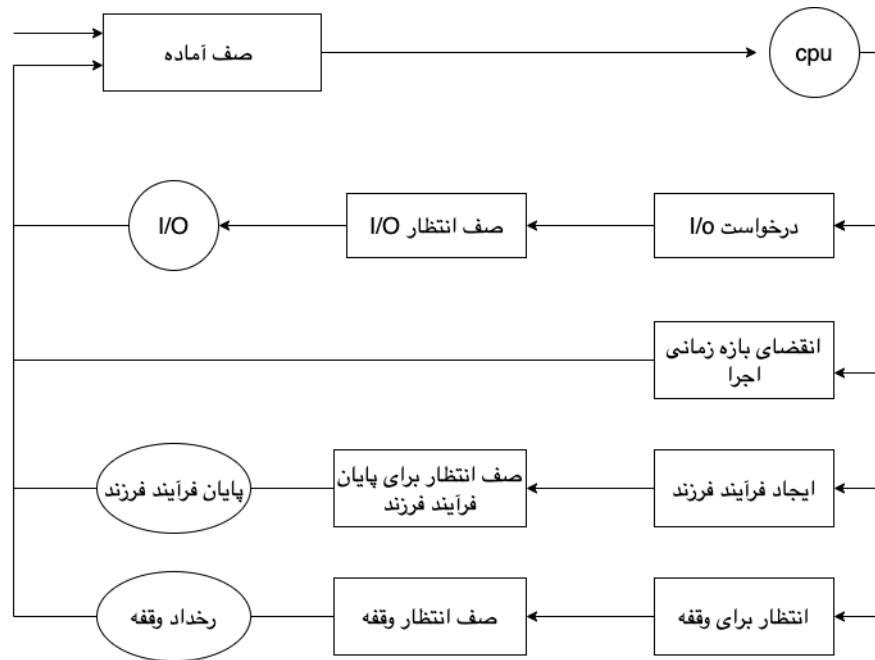 صف آماده
cpu
درخواست I/o
صف انتظار I/O
I/O
انقضای بازه زمانی
اجرا
ایجاد فرآیند فرزند
صف انتظار برای پایان
فرآیند فرزند
پایان فرآیند فرزند
انتظار برای وقفه
صف انتظار وقفه
رخداد وقفه